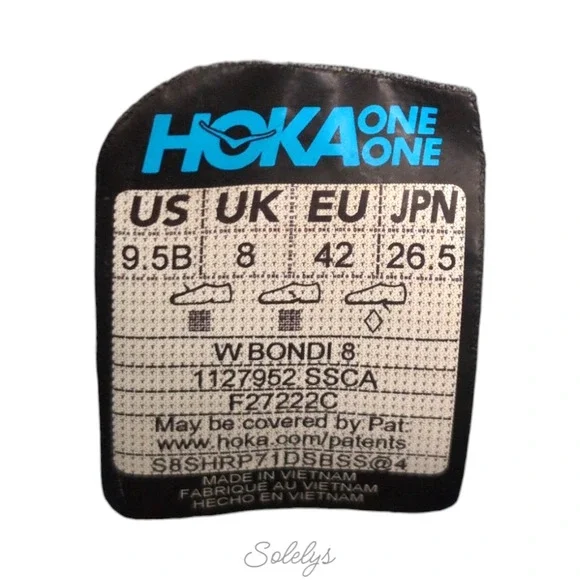 HOKA ONE ONE
US UK EU JPN
9.5B 8 42 26.5
W BONDI 8
1127952 SSCA
F27222C
May be covered by Pat:
www.hoka.com/patents
S8SHRP71DSBSS@4
MADE IN VIETNAM
FABRIQUE AU VIETNAM
HECHO EN VIETNAM
Solelys